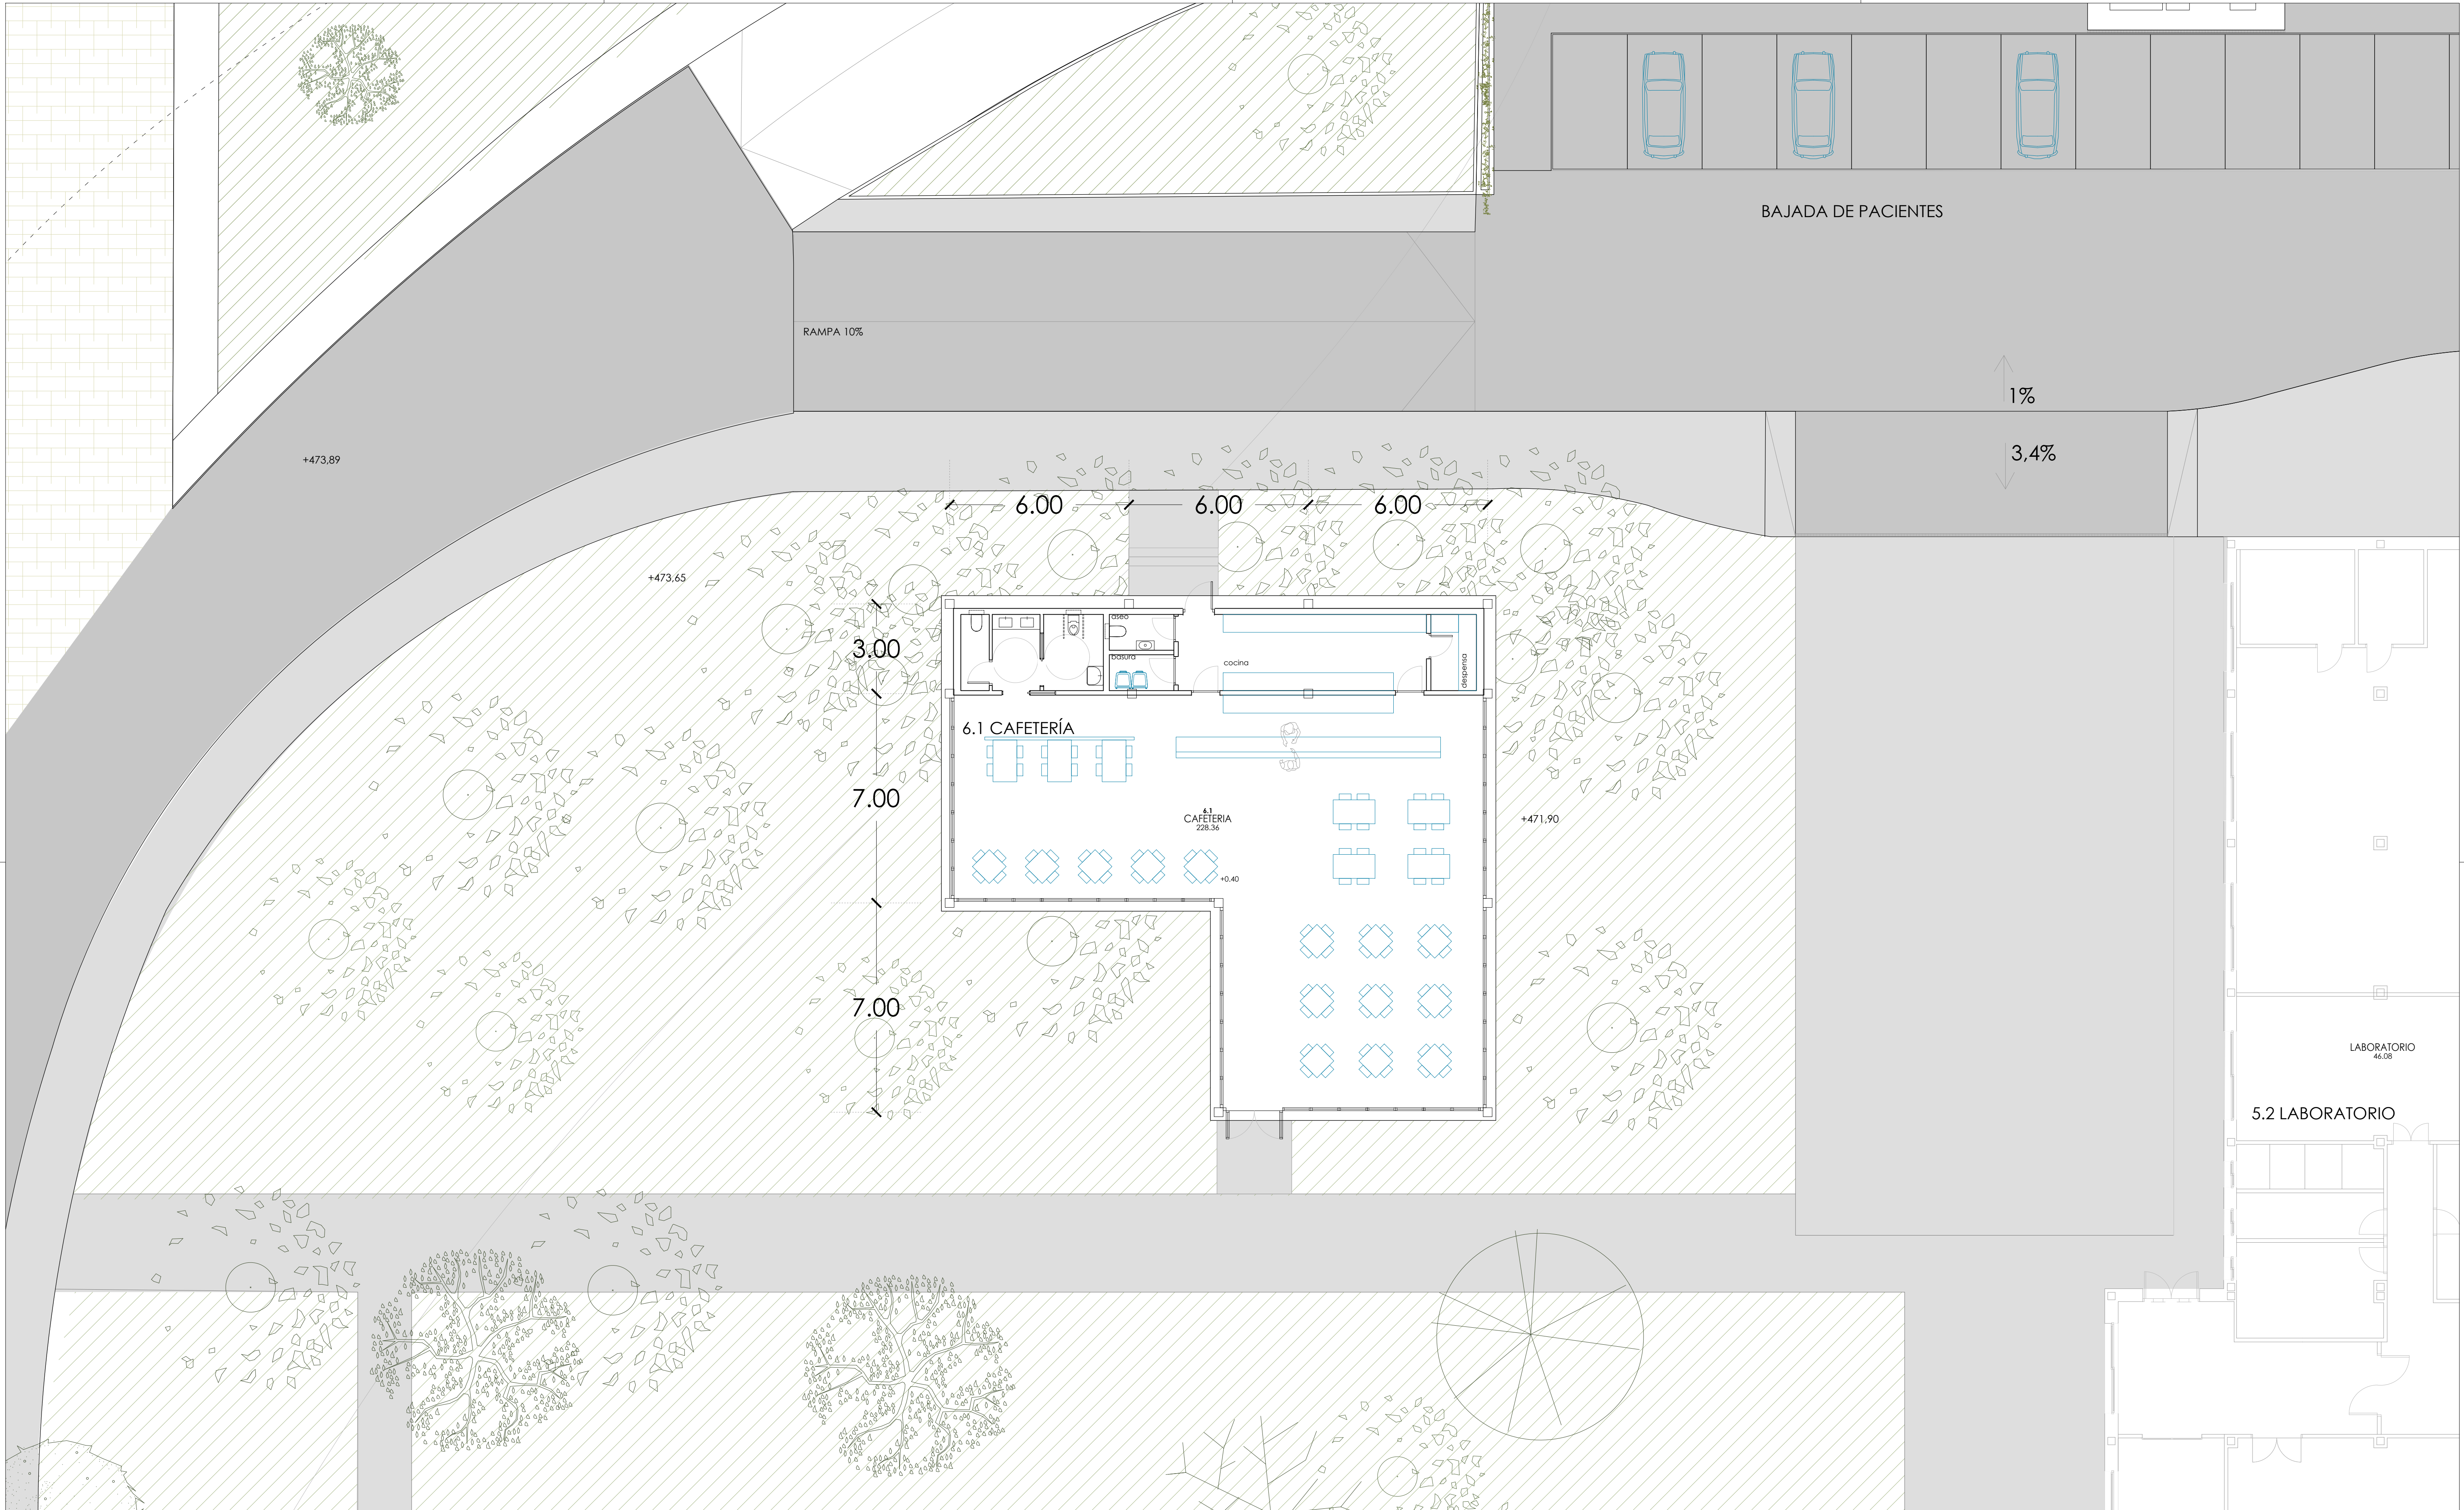 BAJADA DE PACIENTES
RAMPA 10%
1%
3,4%
+473,89
6.00
6.00
6.00
+473,65
3.00
aseo
basura
cocina
despensa
6.1 CAFETERÍA
7.00
6.1
CAFETERIA
228.36
+471,90
+0.40
7.00
LABORATORIO
46.08
5.2 LABORATORIO